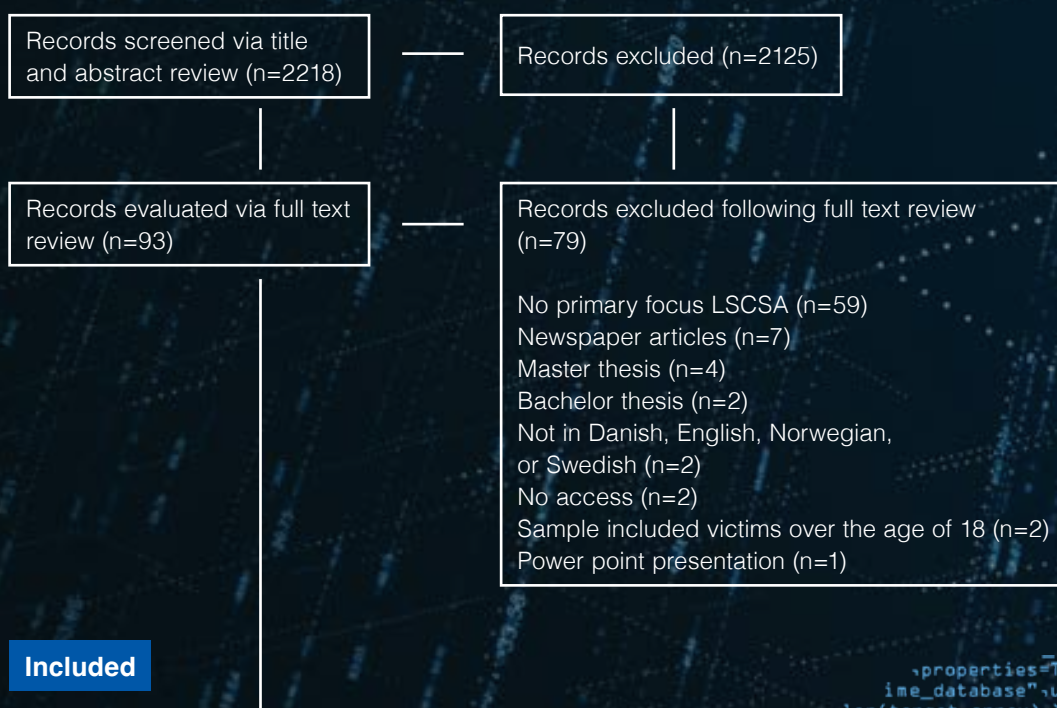 Records screened via title
and abstract review (n=2218)
Records excluded (n=2125)
Records evaluated via full text
review (n=93)
Records excluded following full text review
(n=79)
No primary focus LSCSA (n=59)
Newspaper articles (n=7)
Master thesis (n=4)
Bachelor thesis (n=2)
Not in Danish, English, Norwegian,
or Swedish (n=2)
No access (n=2)
Sample included victims over the age of 18 (n=2)
Power point presentation (n=1)
Included
ime_database"